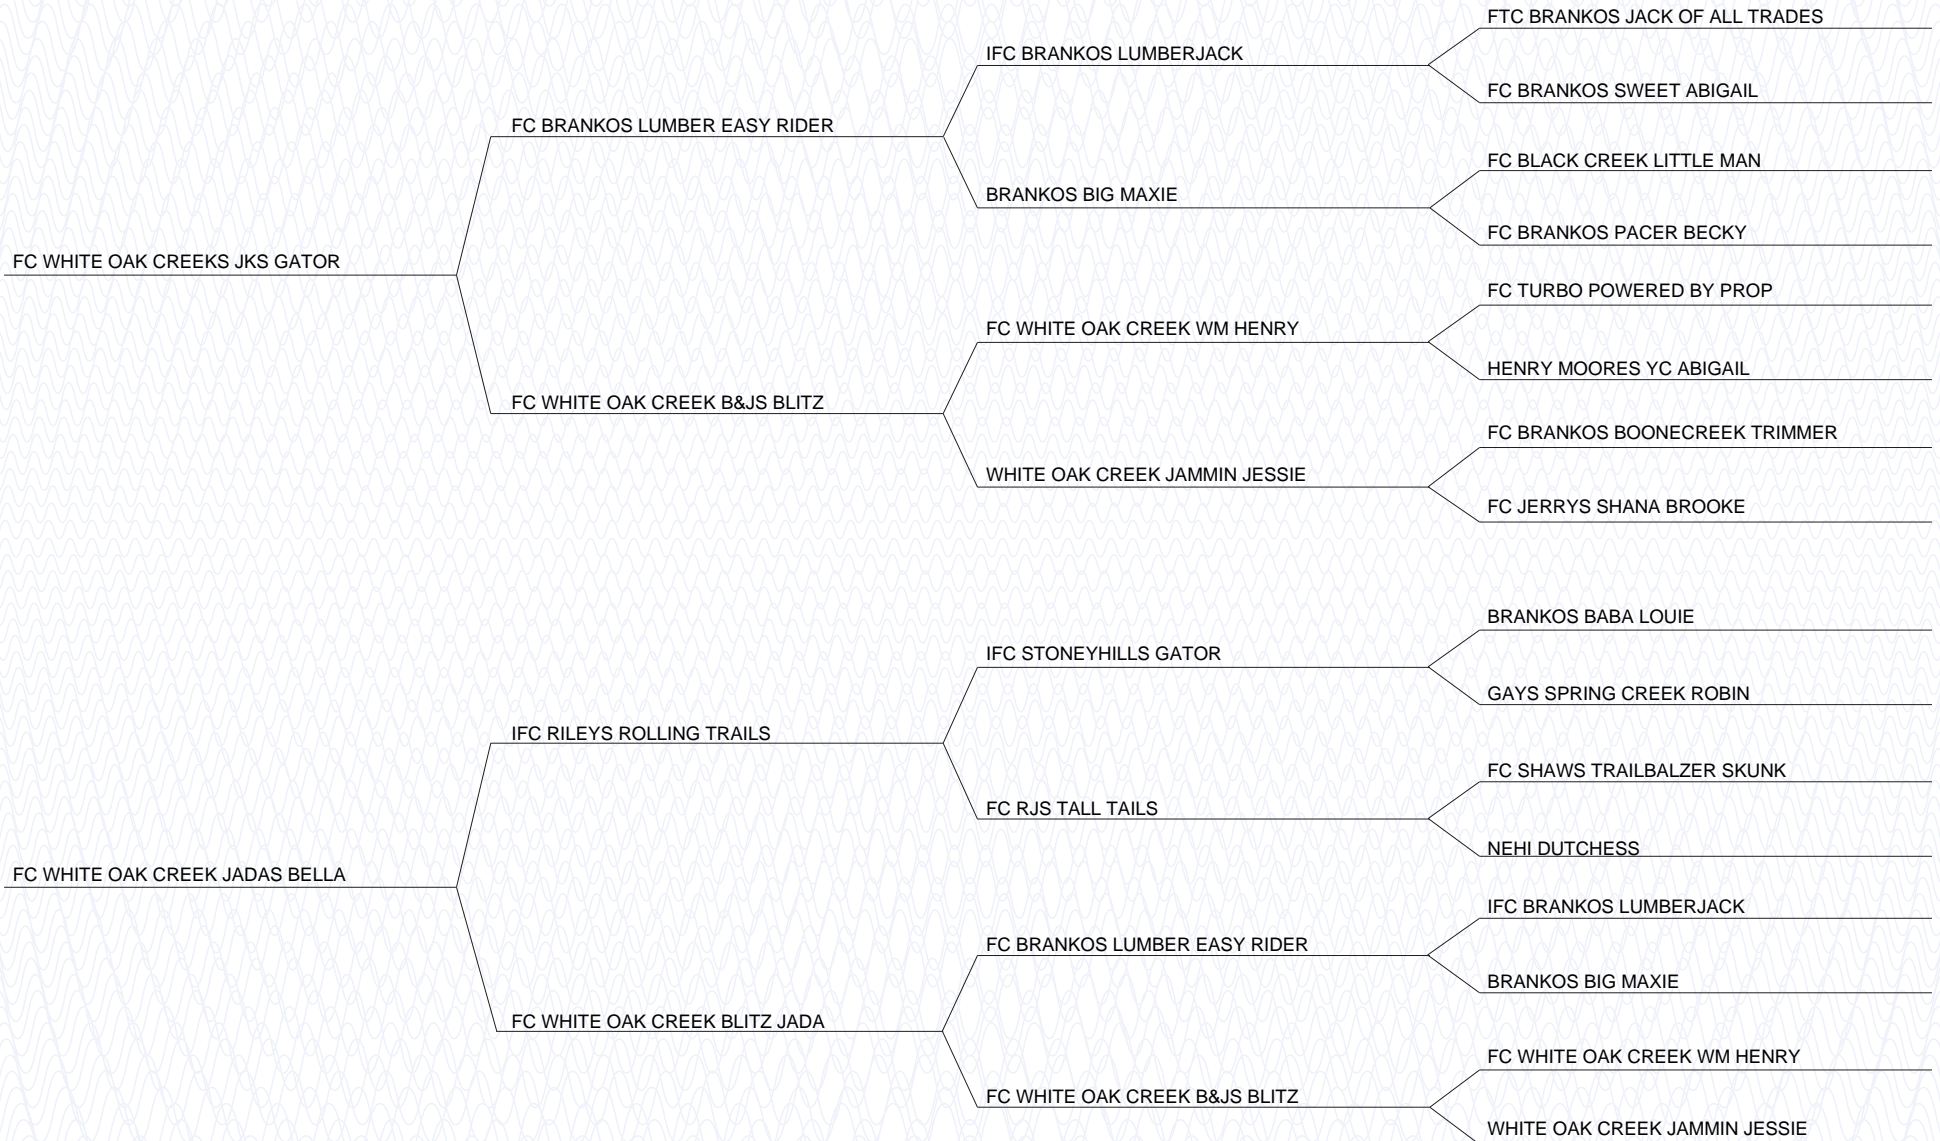 FTC BRANKOS JACK OF ALL TRADES
IFC BRANKOS LUMBERJACK
FC BRANKOS SWEET ABIGAIL
FC BRANKOS LUMBER EASY RIDER
FC BLACK CREEK LITTLE MAN
BRANKOS BIG MAXIE
FC BRANKOS PACER BECKY
FC WHITE OAK CREEKS JKS GATOR
FC TURBO POWERED BY PROP
FC WHITE OAK CREEK WM HENRY
HENRY MOORES YC ABIGAIL
FC WHITE OAK CREEK B&JS BLITZ
FC BRANKOS BOONECREEK TRIMMER
WHITE OAK CREEK JAMMIN JESSIE
FC JERRYS SHANA BROOKE
BRANKOS BABA LOUIE
IFC STONEYHILLS GATOR
GAYS SPRING CREEK ROBIN
IFC RILEYS ROLLING TRAILS
FC SHAWS TRAILBALZER SKUNK
FC RJS TALL TAILS
NEHI DUTCHESS
FC WHITE OAK CREEK JADAS BELLA
IFC BRANKOS LUMBERJACK
FC BRANKOS LUMBER EASY RIDER
BRANKOS BIG MAXIE
FC WHITE OAK CREEK BLITZ JADA
FC WHITE OAK CREEK WM HENRY
FC WHITE OAK CREEK B&JS BLITZ
WHITE OAK CREEK JAMMIN JESSIE